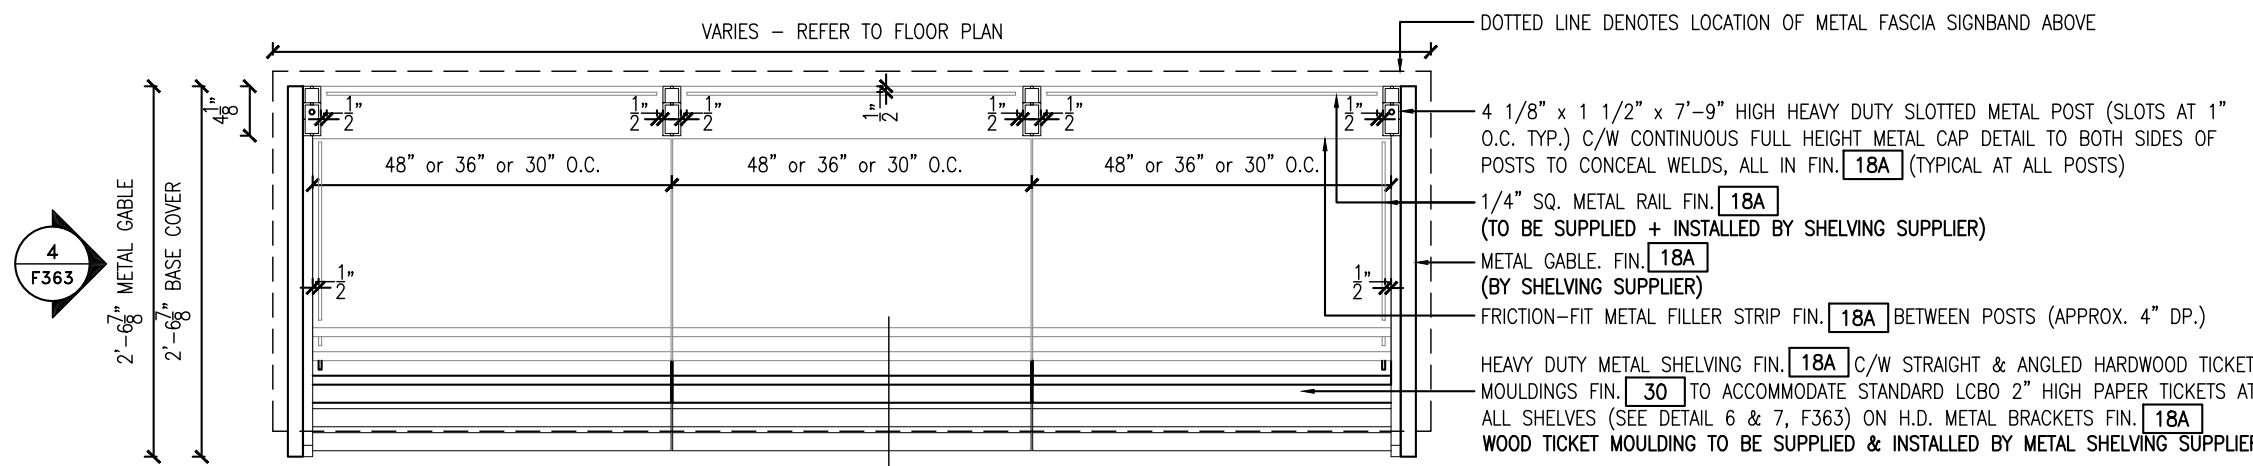 VARIES – REFER TO FLOOR PLAN
DOTTED LINE DENOTES LOCATION OF METAL FASCIA SIGNBAND ABOVE
4 1/8"
1/2"
1/2"
1/2"
1/2"
1/2"
1/2"
1/2"
4 1/8" x 1 1/2" x 7'-9" HIGH HEAVY DUTY SLOTTED METAL POST (SLOTS AT 1"
O.C. TYP.) C/W CONTINUOUS FULL HEIGHT METAL CAP DETAIL TO BOTH SIDES OF
POSTS TO CONCEAL WELDS, ALL IN FIN. 18A (TYPICAL AT ALL POSTS)
48" or 36" or 30" O.C.
48" or 36" or 30" O.C.
48" or 36" or 30" O.C.
1/4" SQ. METAL RAIL FIN. 18A
(TO BE SUPPLIED + INSTALLED BY SHELVING SUPPLIER)
4
F363
2'-6 7/8" METAL GABLE
2'-6 7/8" BASE COVER
1/2"
1/2"
METAL GABLE. FIN. 18A
(BY SHELVING SUPPLIER)
FRICTION-FIT METAL FILLER STRIP FIN. 18A BETWEEN POSTS (APPROX. 4" DP.)
HEAVY DUTY METAL SHELVING FIN. 18A C/W STRAIGHT & ANGLED HARDWOOD TICKET
MOULDINGS FIN. 30 TO ACCOMMODATE STANDARD LCBO 2" HIGH PAPER TICKETS AT
ALL SHELVES (SEE DETAIL 6 & 7, F363) ON H.D. METAL BRACKETS FIN. 18A
WOOD TICKET MOULDING TO BE SUPPLIED & INSTALLED BY METAL SHELVING SUPPLIER